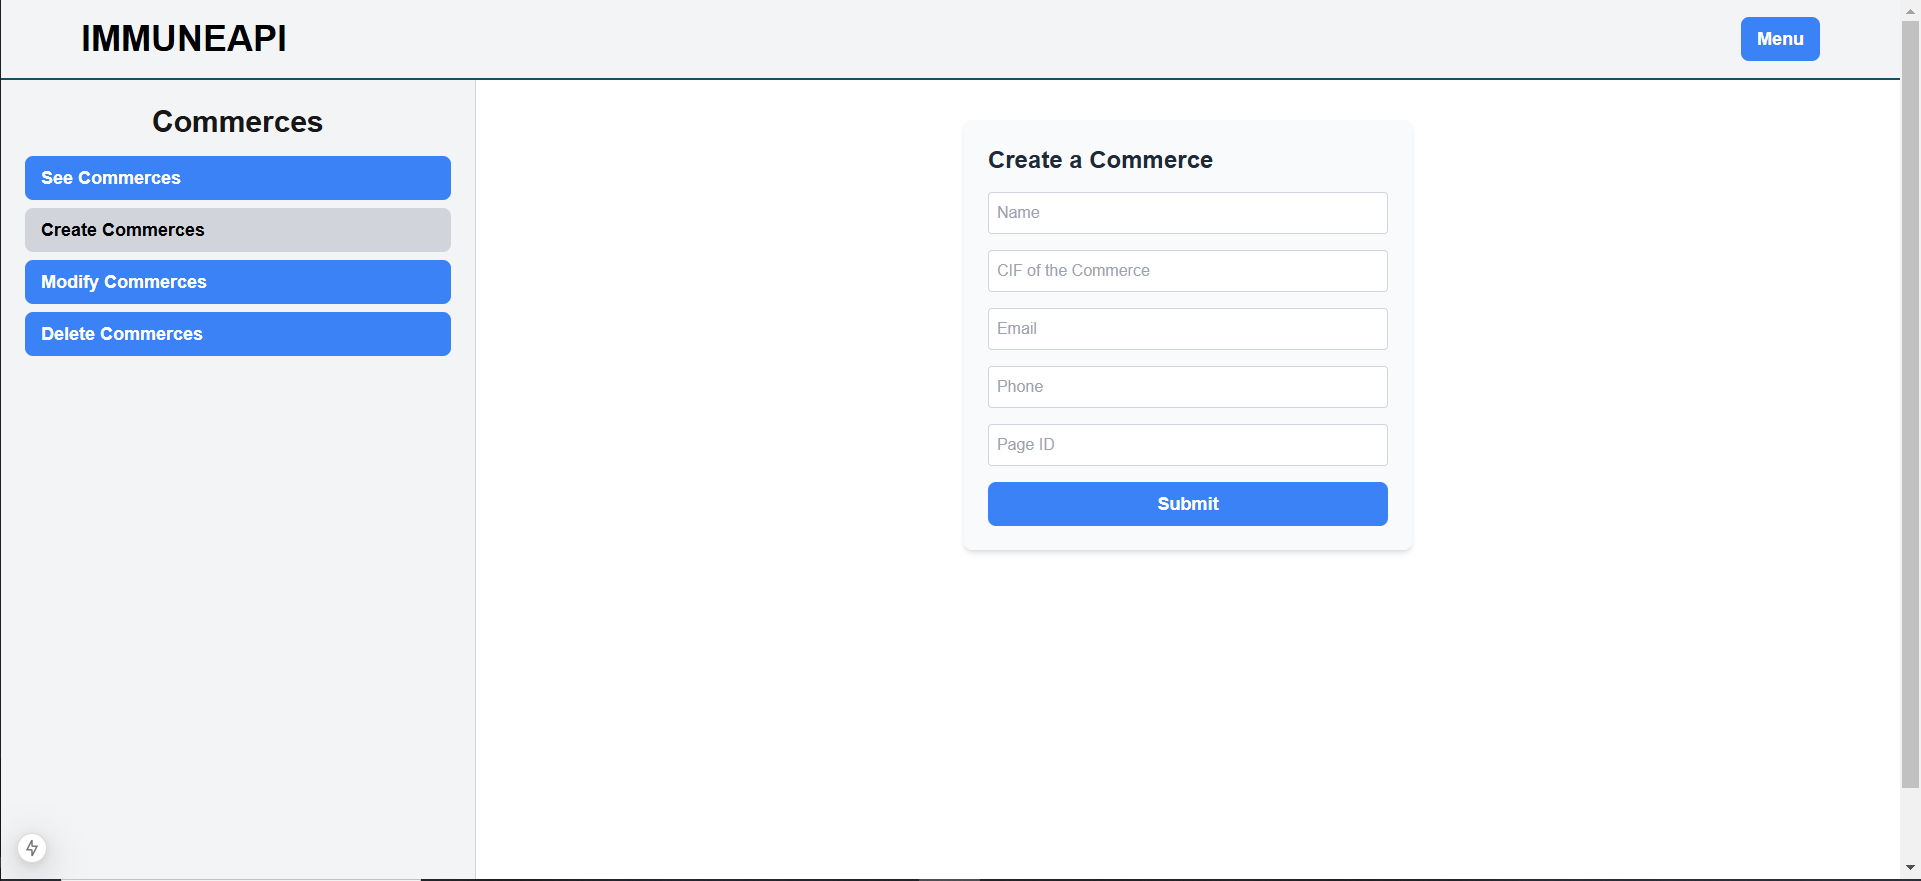 IMMUNEAPI
Menu
Commerces
See Commerces
Create Commerces
Modify Commerces
Delete Commerces
Create a Commerce
Name
CIF of the Commerce
Email
Phone
Page ID
Submit